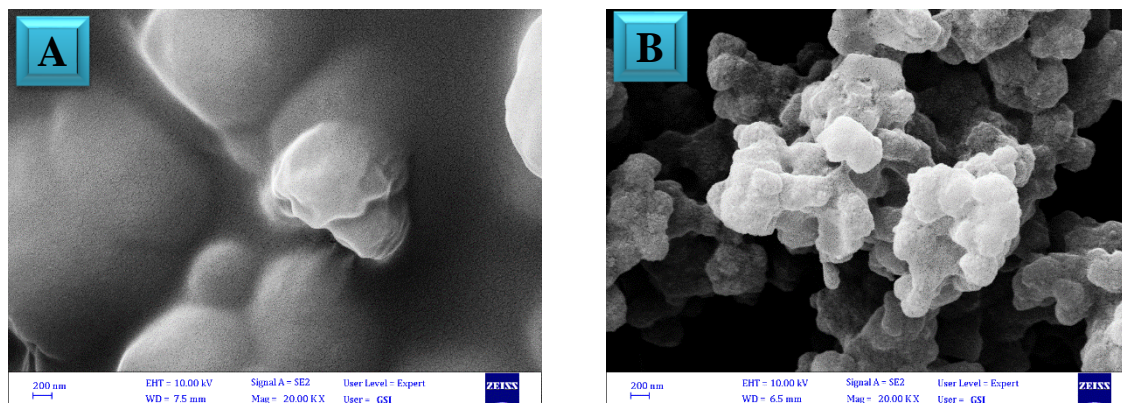 A
B
200 nm
EHT = 10.00 kV
Signal A = SE2
User Level = Expert
ZEISS
WD = 7.5 mm
Mag = 20.00 K X
User = GSI
200 nm
EHT = 10.00 kV
Signal A = SE2
User Level = Expert
ZEISS
WD = 6.5 mm
Mag = 20.00 K X
User = GSI